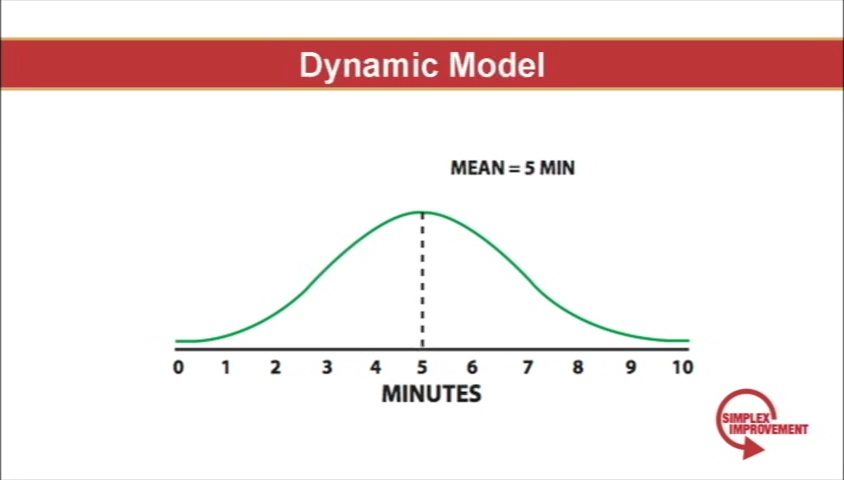 Dynamic Model
MEAN = 5 MIN
0 1 2 3 4 5 6 7 8 9 10
MINUTES
SIMPLEX
IMPROVEMENT